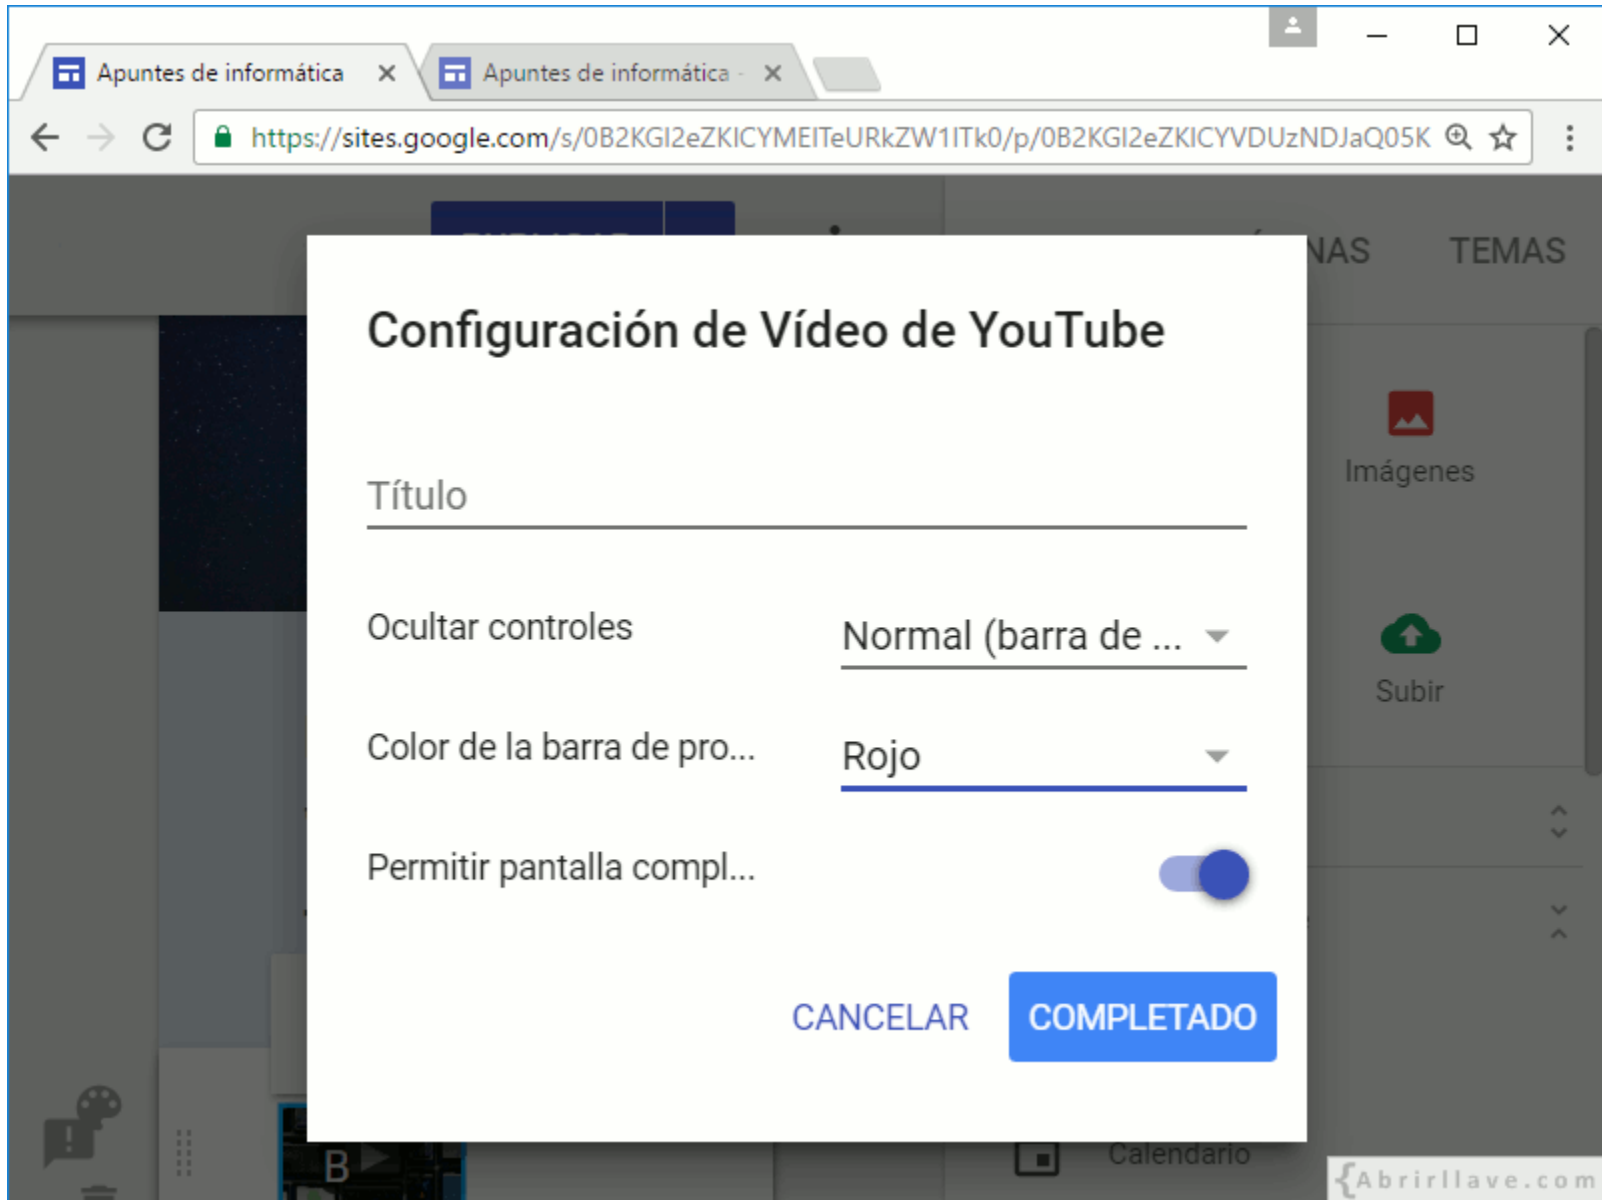 Apuntes de informática
Apuntes de informática -
https://sites.google.com/s/0B2KGI2eZKICYMEITeURkZW1ITk0/p/0B2KGI2eZKICYVDUzNDJaQ05K
NAS
TEMAS
Configuración de Vídeo de YouTube
Título
Imágenes
Ocultar controles
Normal (barra de ...
Subir
Color de la barra de pro...
Rojo
Permitir pantalla compl...
CANCELAR
COMPLETADO
B
Calendario
{Abrirllave.com